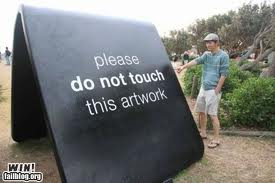 please
do not touch
this artwork
WIN!
failblog.org